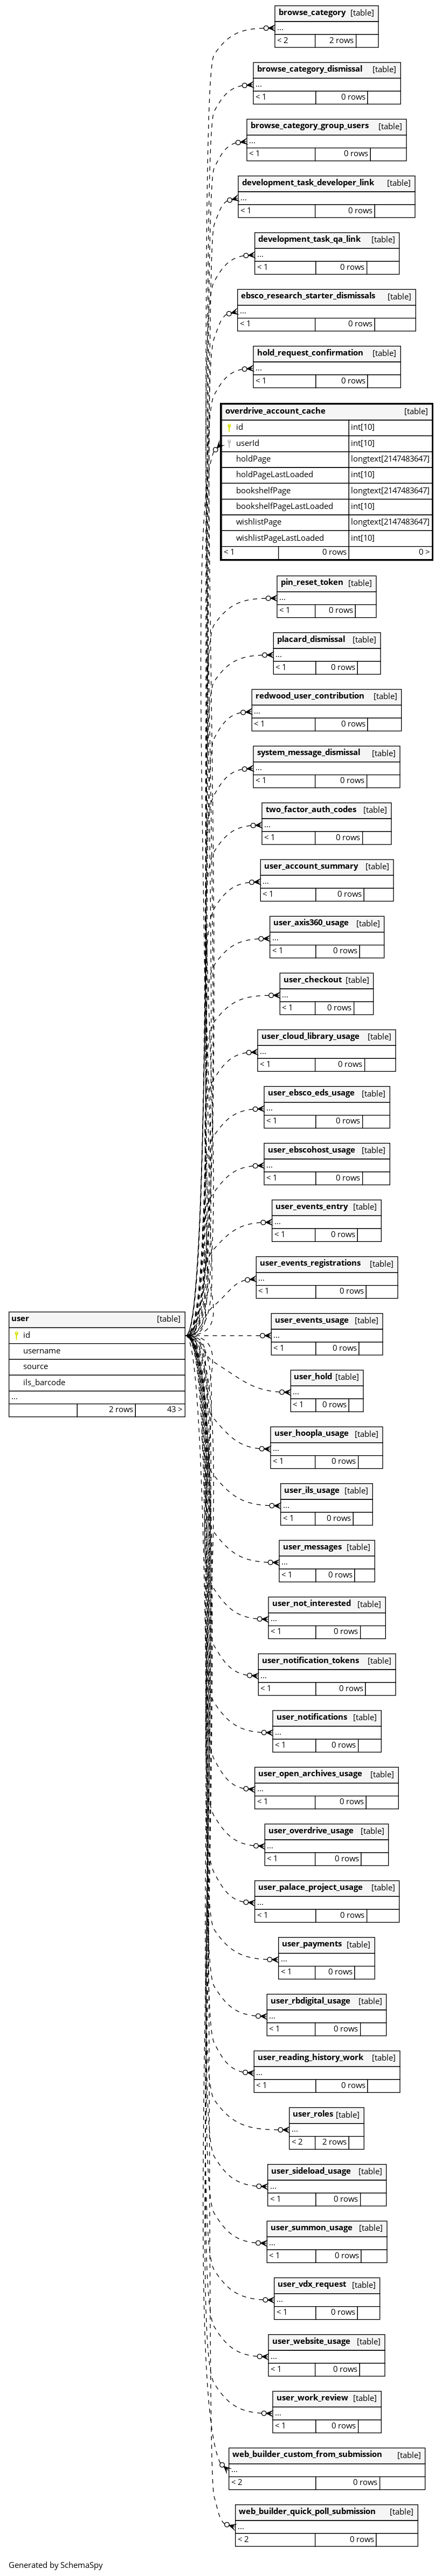 browse_category [table]
...
< 2 2 rows
browse_category_dismissal [table]
...
< 1 0 rows
browse_category_group_users [table]
...
< 1 0 rows
development_task_developer_link [table]
...
< 1 0 rows
development_task_qa_link [table]
...
< 1 0 rows
ebsco_research_starter_dismissals [table]
...
< 1 0 rows
hold_request_confirmation [table]
...
< 1 0 rows
overdrive_account_cache [table]
id int[10]
userId int[10]
holdPage longtext[2147483647]
holdPageLastLoaded int[10]
bookshelfPage longtext[2147483647]
bookshelfPageLastLoaded int[10]
wishlistPage longtext[2147483647]
wishlistPageLastLoaded int[10]
< 1 0 rows 0 >
pin_reset_token [table]
...
< 1 0 rows
placard_dismissal [table]
...
< 1 0 rows
redwood_user_contribution [table]
...
< 1 0 rows
system_message_dismissal [table]
...
< 1 0 rows
two_factor_auth_codes [table]
...
< 1 0 rows
user_account_summary [table]
...
< 1 0 rows
user_axis360_usage [table]
...
< 1 0 rows
user_checkout [table]
...
< 1 0 rows
user_cloud_library_usage [table]
...
< 1 0 rows
user_ebsco_eds_usage [table]
...
< 1 0 rows
user_ebscohost_usage [table]
...
< 1 0 rows
user_events_entry [table]
...
< 1 0 rows
user_events_registrations [table]
...
< 1 0 rows
user [table]
id
username
source
ils_barcode
...
2 rows 43 >
user_events_usage [table]
...
< 1 0 rows
user_hold [table]
...
< 1 0 rows
user_hoopla_usage [table]
...
< 1 0 rows
user_ils_usage [table]
...
< 1 0 rows
user_messages [table]
...
< 1 0 rows
user_not_interested [table]
...
< 1 0 rows
user_notification_tokens [table]
...
< 1 0 rows
user_notifications [table]
...
< 1 0 rows
user_open_archives_usage [table]
...
< 1 0 rows
user_overdrive_usage [table]
...
< 1 0 rows
user_palace_project_usage [table]
...
< 1 0 rows
user_payments [table]
...
< 1 0 rows
user_rbdigital_usage [table]
...
< 1 0 rows
user_reading_history_work [table]
...
< 1 0 rows
user_roles [table]
...
< 2 2 rows
user_sideload_usage [table]
...
< 1 0 rows
user_summon_usage [table]
...
< 1 0 rows
user_vdx_request [table]
...
< 1 0 rows
user_website_usage [table]
...
< 1 0 rows
user_work_review [table]
...
< 1 0 rows
web_builder_custom_from_submission [table]
...
< 2 0 rows
web_builder_quick_poll_submission [table]
...
< 2 0 rows
Generated by SchemaSpy